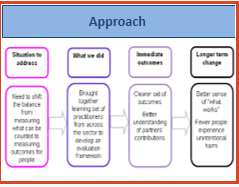 Approach
Situation to
address
What we did
Immediate
outcomes
Longer term
change
Need to shift
the balance
from
measuring
what can be
counted to
measuring
outcomes for
people
Brought
together
learning set of
practitioners
from across
the sector to
develop an
evaluation
framework
Clearer set of
outcomes
Better
understanding
of partners'
contributions
Better sense
of "what
works"
Fewer people
experience
unintentional
harm